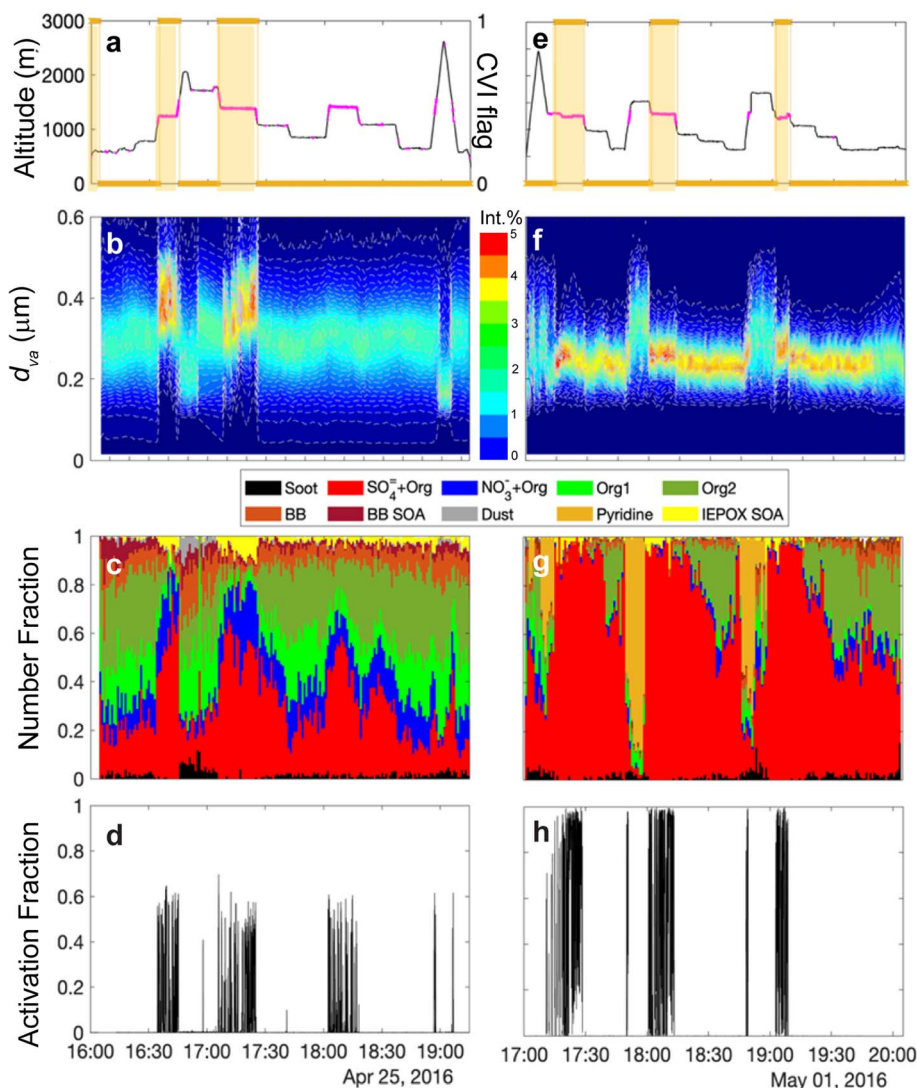 a
e
3000
2000
1000
0
Altitude (m)
1
0
CVI flag
b
f
0.6
0.4
0.2
0
d_va (μm)
Int.%
5
4
3
2
1
0
Soot
SO₄⁼+Org
NO₃⁻+Org
Org1
Org2
BB
BB SOA
Dust
Pyridine
IEPOX SOA
c
g
1
0.8
0.6
0.4
0.2
0
Number Fraction
d
h
1
0.8
0.6
0.4
0.2
0
Activation Fraction
16:00 16:30 17:00 17:30 18:00 18:30 19:00
Apr 25, 2016
17:00 17:30 18:00 18:30 19:00 19:30 20:00
May 01, 2016